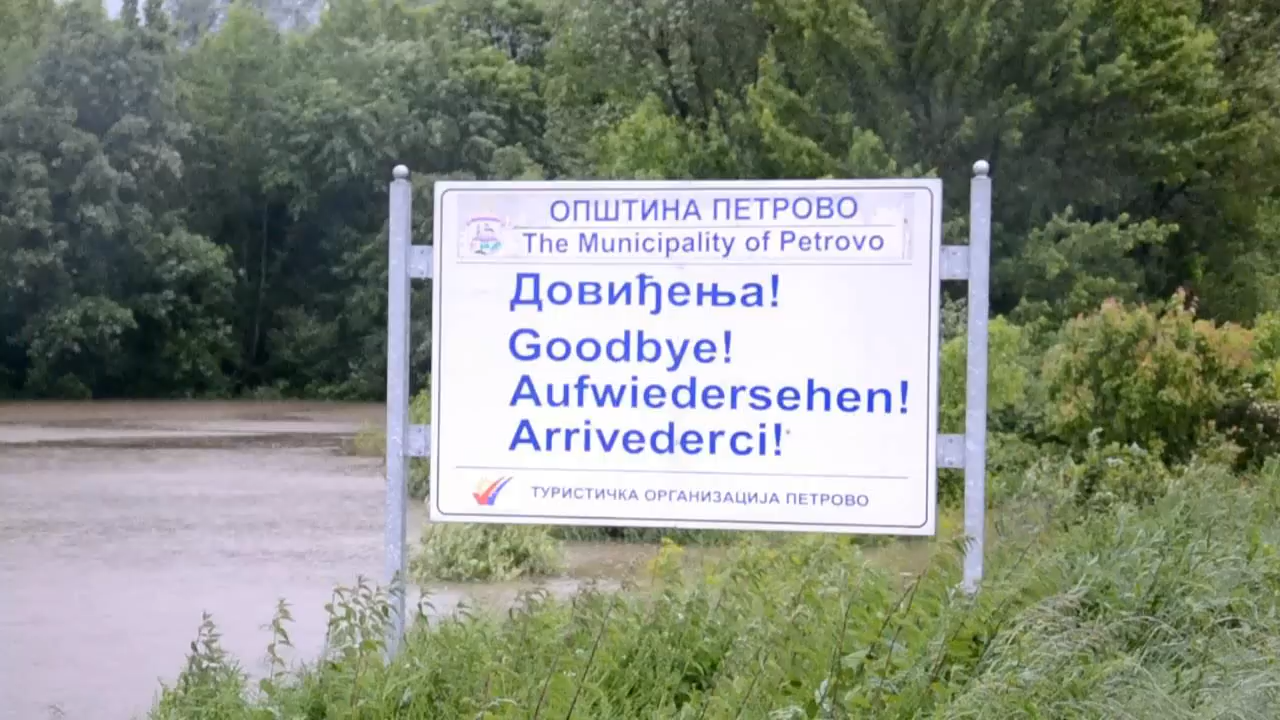 ОПШТИНА ПЕТРОВО
The Municipality of Petrovo
Довиђења!
Goodbye!
Aufwiedersehen!
Arrivederci!
ТУРИСТИЧКА ОРГАНИЗАЦИЈА ПЕТРОВО